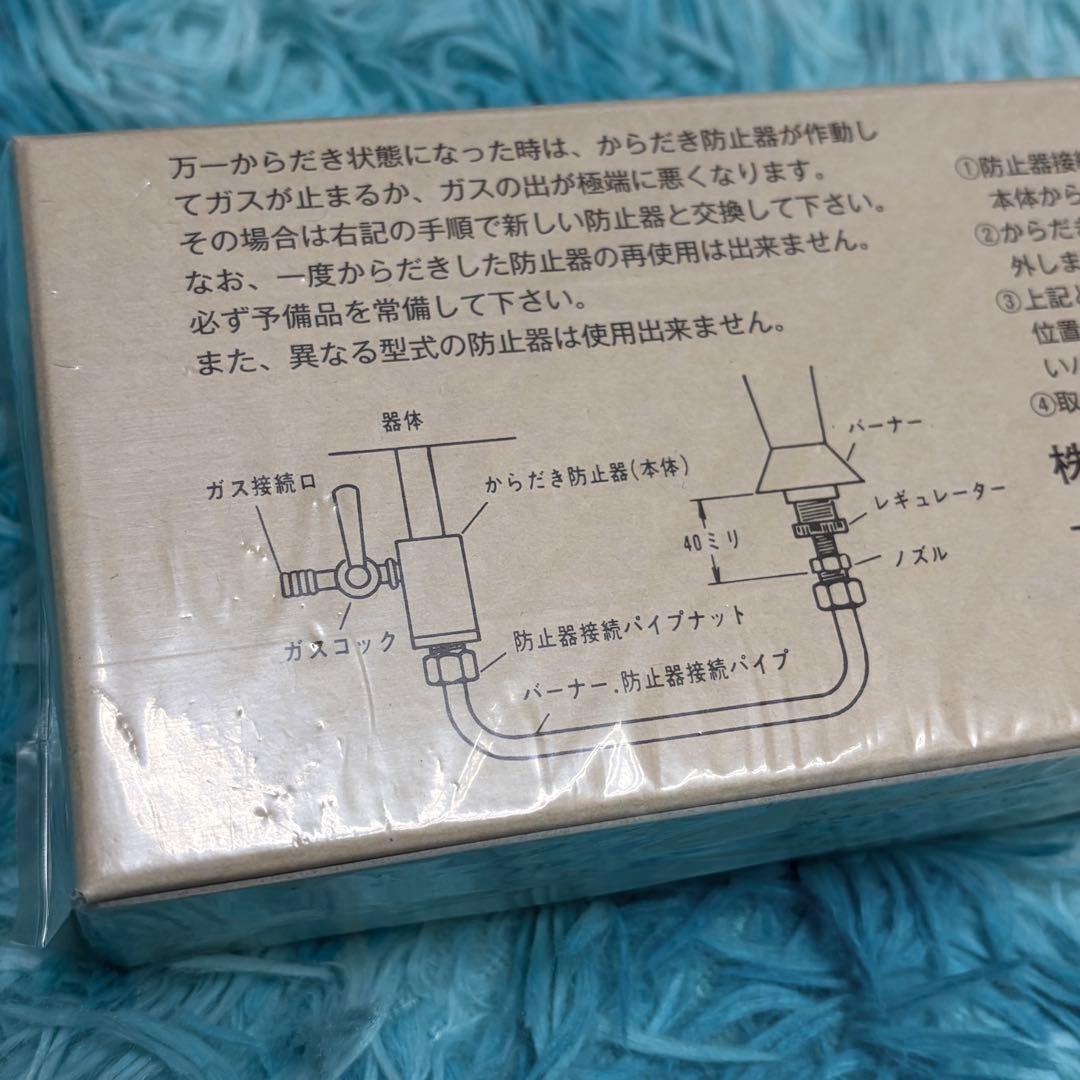 万一からだき状態になった時は、からだき防止器が作動し
てガスが止まるか、ガスの出が極端に悪くなります。
その場合は右記の手順で新しい防止器と交換して下さい。
なお、一度からだきした防止器の再使用は出来ません。
必ず予備品を常備して下さい。
また、異なる型式の防止器は使用出来ません。
①防止器接
本体から
②からだ
外しま
③上記
位置
い
④取
株
器体
ガス接続口
からだき防止器(本体)
ガスコック
防止器接続パイプナット
バーナー.防止器接続パイプ
40ミリ
バーナー
レギュレーター
ノズル